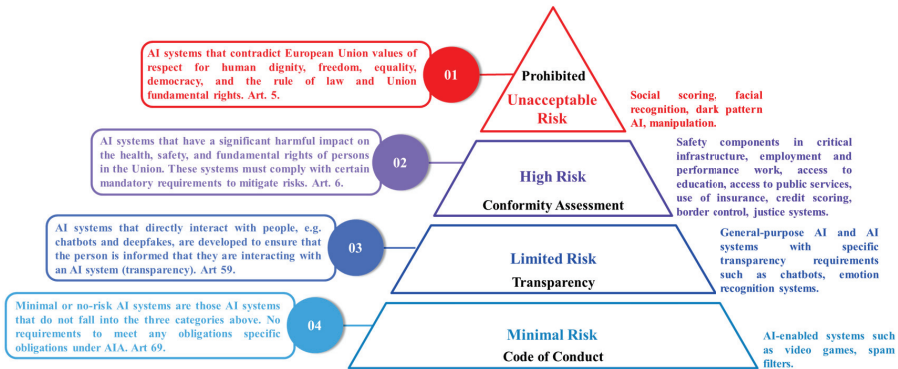 AI systems that contradict European Union values of
respect for human dignity, freedom, equality,
democracy, and the rule of law and Union
fundamental rights. Art. 5.
01
Prohibited
Unacceptable
Risk
Social scoring, facial
recognition, dark pattern
AI, manipulation.
AI systems that have a significant harmful impact on
the health, safety, and fundamental rights of persons
in the Union. These systems must comply with certain
mandatory requirements to mitigate risks. Art. 6.
02
High Risk
Conformity Assessment
Safety components in critical
infrastructure, employment and
performance work, access to
education, access to public services,
use of insurance, credit scoring,
border control, justice systems.
AI systems that directly interact with people, e.g.
chatbots and deepfakes, are developed to ensure that
the person is informed that they are interacting with
an AI system (transparency). Art 59.
03
Limited Risk
Transparency
General-purpose AI and AI
systems with specific
transparency requirements
such as chatbots, emotion
recognition systems.
Minimal or no-risk AI systems are those AI systems
that do not fall into the three categories above. No
requirements to meet any obligations specific
obligations under AIA. Art 69.
04
Minimal Risk
Code of Conduct
AI-enabled systems such
as video games, spam
filters.